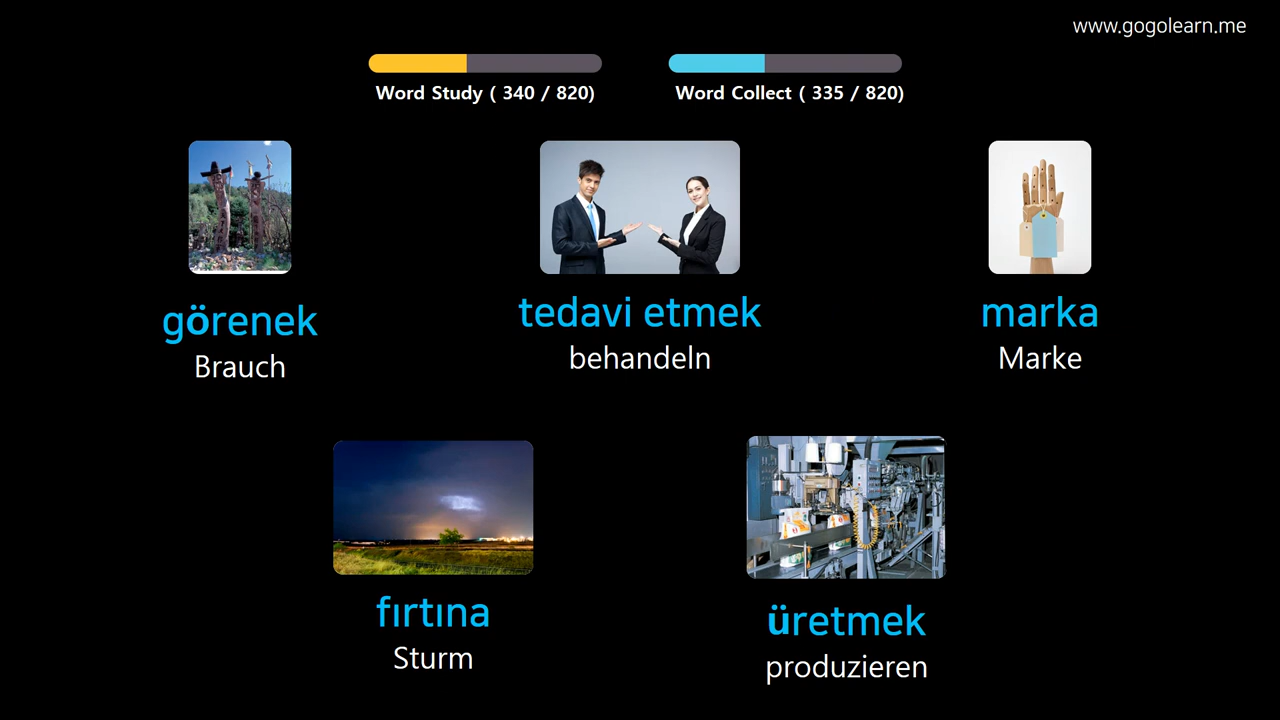 www.gogolearn.me
Word Study ( 340 / 820)
Word Collect ( 335 / 820)
görenek
Brauch
tedavi etmek
behandeln
marka
Marke
fırtına
Sturm
üretmek
produzieren